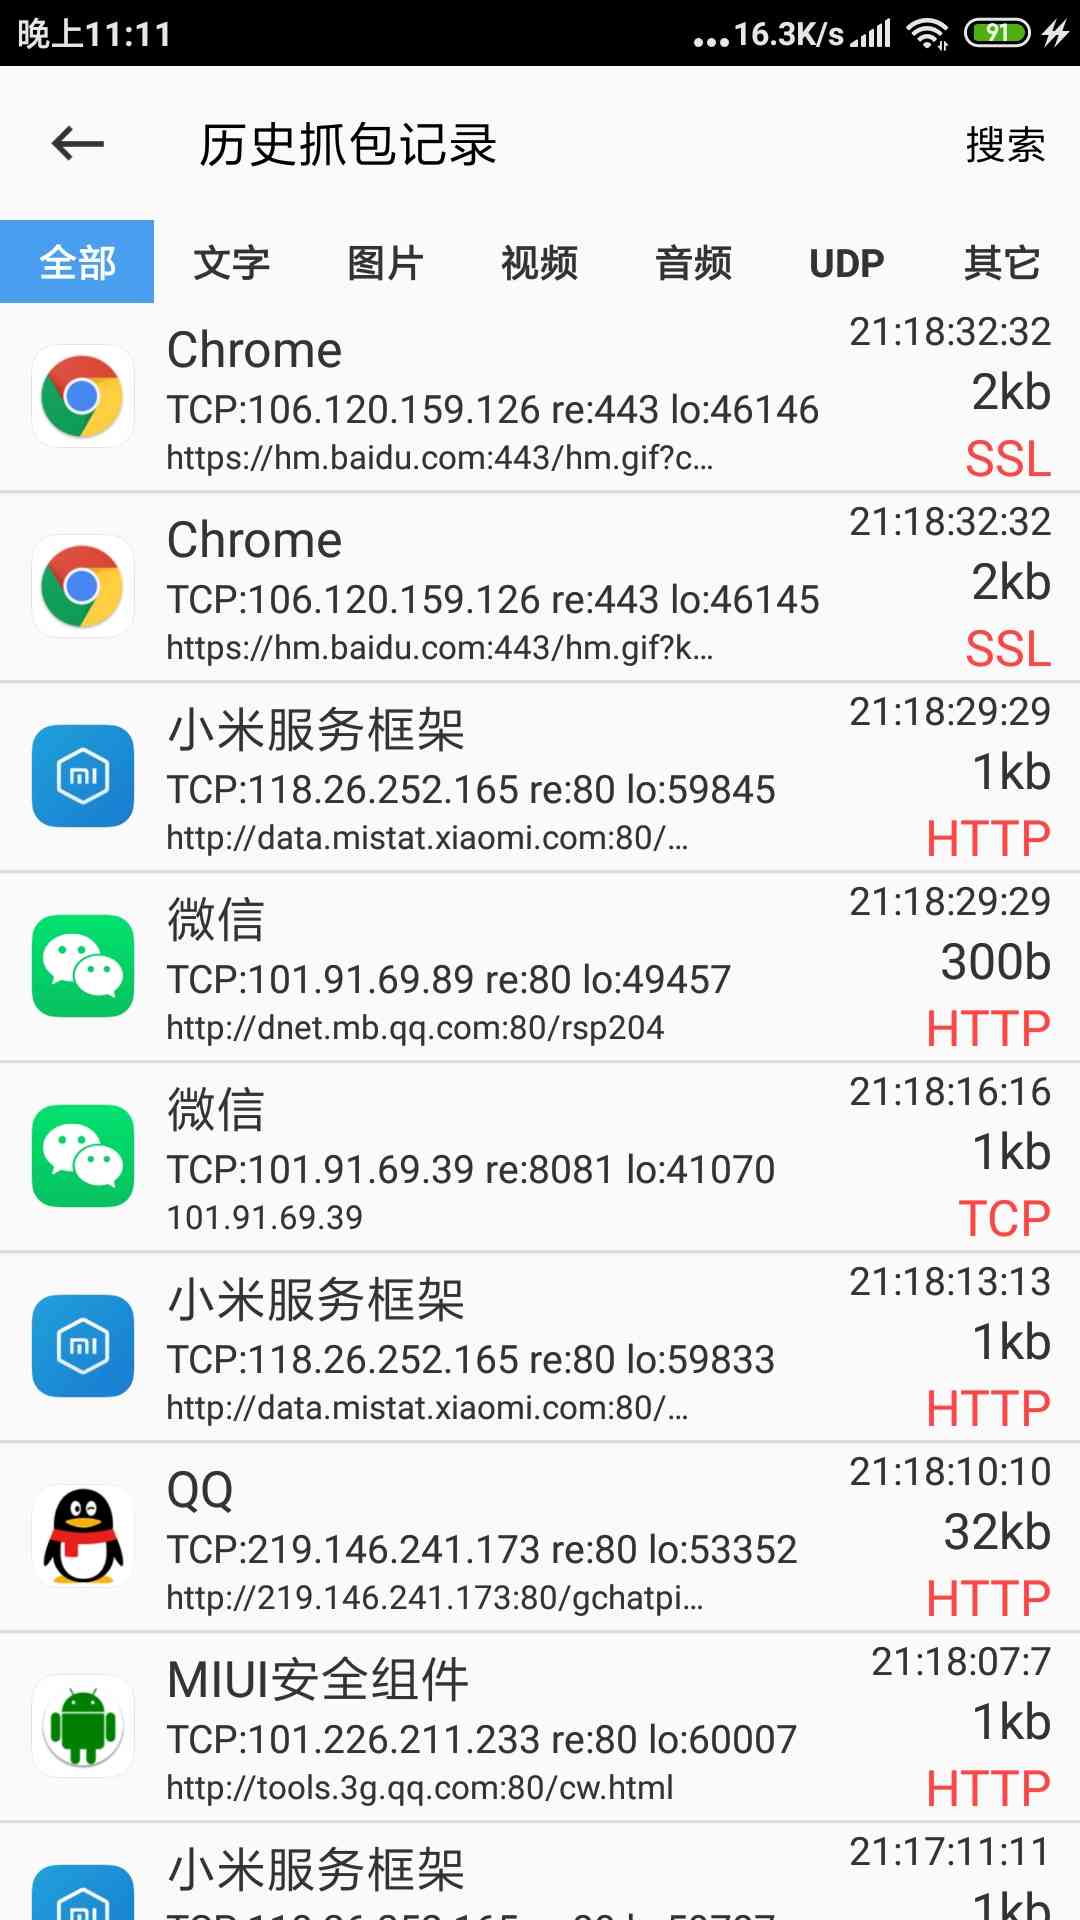 晚上11:11
...16.3K/s
91
历史抓包记录
搜索
全部 文字 图片 视频 音频 UDP 其它
Chrome
21:18:32:32
TCP:106.120.159.126 re:443 lo:46146
2kb
https://hm.baidu.com:443/hm.gif?c...
SSL
Chrome
21:18:32:32
TCP:106.120.159.126 re:443 lo:46145
2kb
https://hm.baidu.com:443/hm.gif?k...
SSL
小米服务框架
21:18:29:29
TCP:118.26.252.165 re:80 lo:59845
1kb
http://data.mistat.xiaomi.com:80/...
HTTP
微信
21:18:29:29
TCP:101.91.69.89 re:80 lo:49457
300b
http://dnet.mb.qq.com:80/rsp204
HTTP
微信
21:18:16:16
TCP:101.91.69.39 re:8081 lo:41070
1kb
101.91.69.39
TCP
小米服务框架
21:18:13:13
TCP:118.26.252.165 re:80 lo:59833
1kb
http://data.mistat.xiaomi.com:80/...
HTTP
QQ
21:18:10:10
TCP:219.146.241.173 re:80 lo:53352
32kb
http://219.146.241.173:80/gchatpi...
HTTP
MIUI安全组件
21:18:07:7
TCP:101.226.211.233 re:80 lo:60007
1kb
http://tools.3g.qq.com:80/cw.html
HTTP
小米服务框架
21:17:11:11
1kb